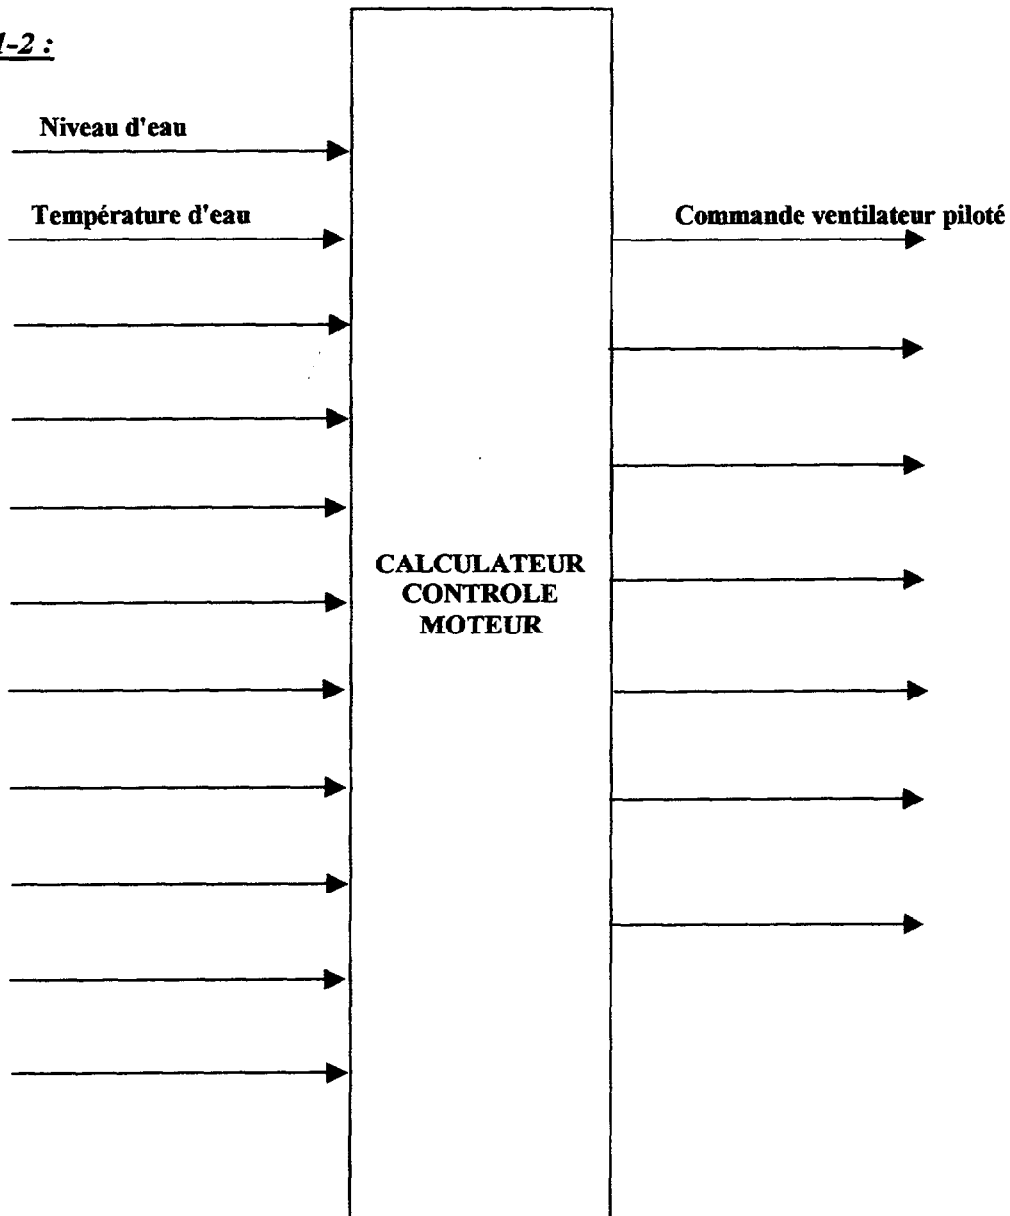 1-2 :
Niveau d'eau
Température d'eau
Commande ventilateur piloté
CALCULATEUR
CONTROLE
MOTEUR